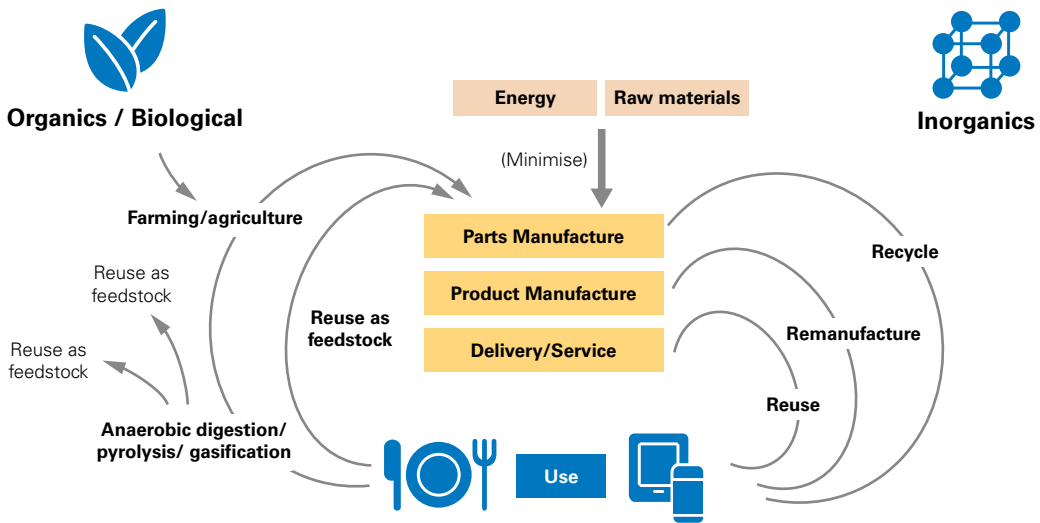 Organics / Biological
Energy
Raw materials
Inorganics
(Minimise)
Farming/agriculture
Parts Manufacture
Recycle
Reuse as
feedstock
Product Manufacture
Reuse as
feedstock
Remanufacture
Reuse as
feedstock
Delivery/Service
Reuse
Anaerobic digestion/
pyrolysis/ gasification
Use